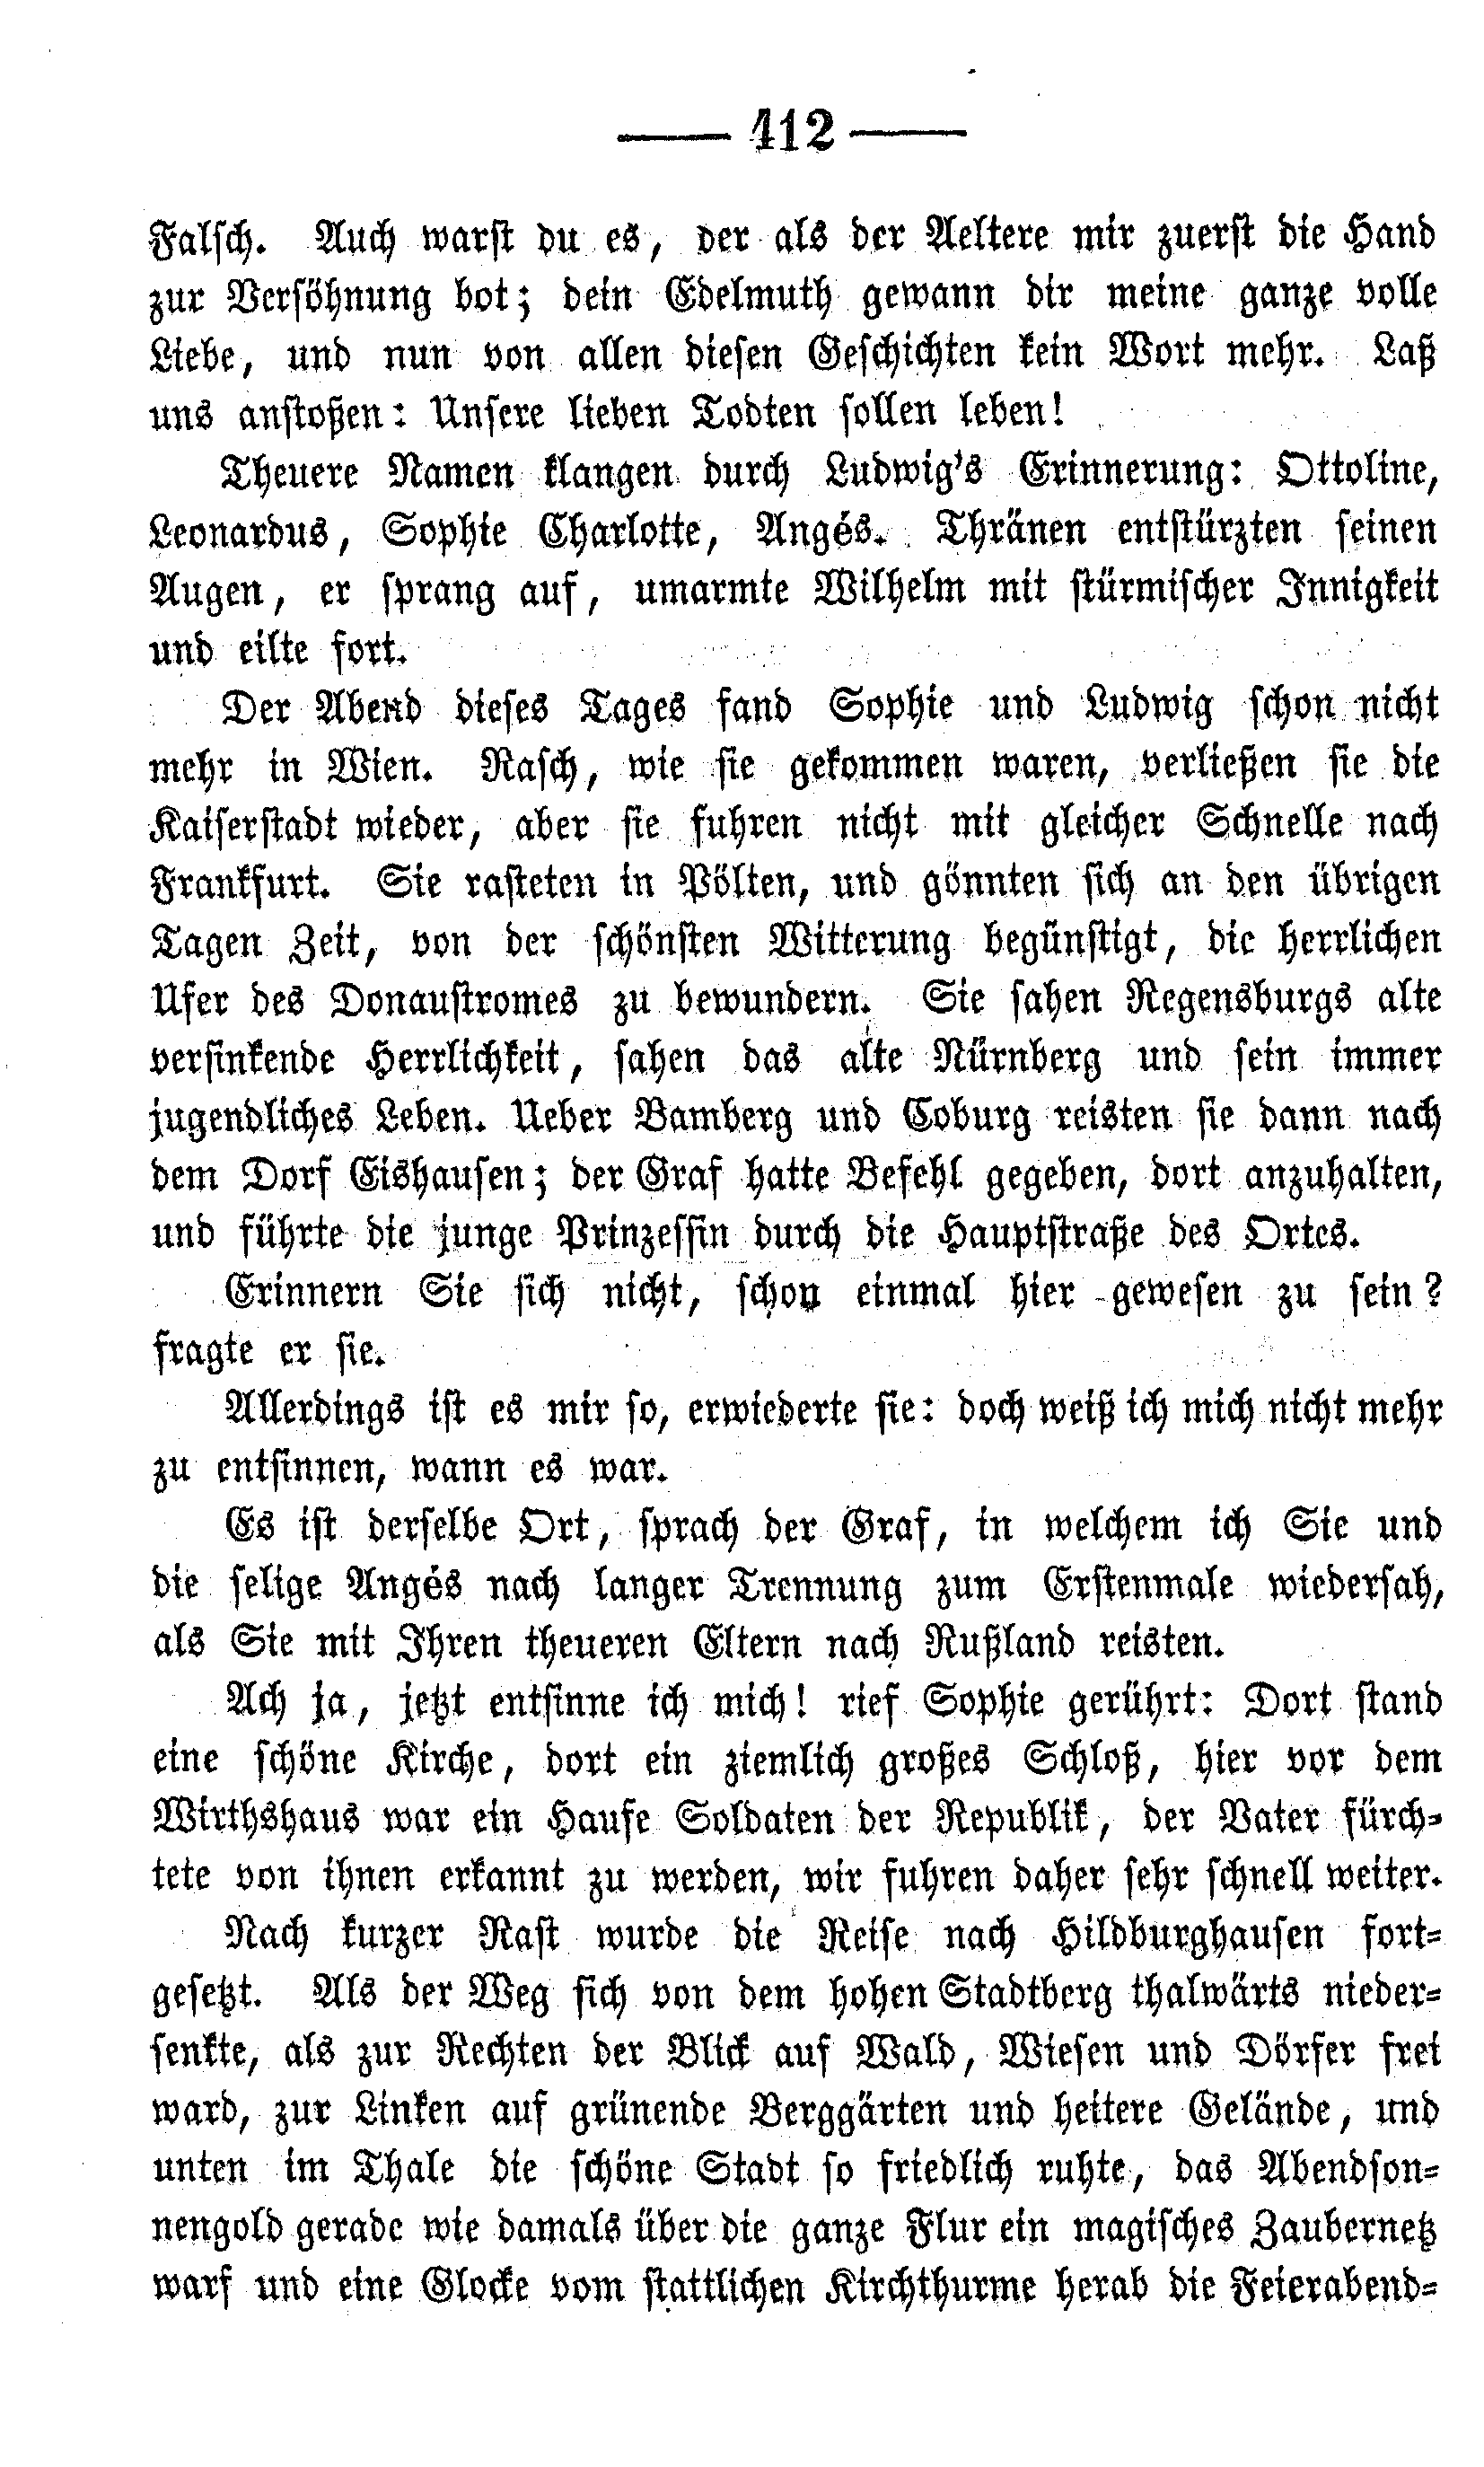 — 412 —
Falsch. Auch warst du es, der als der Aeltere mir zuerst die Hand
zur Versöhnung bot; dein Edelmuth gewann dir meine ganze volle
Liebe, und nun von allen diesen Geschichten kein Wort mehr. Laß
uns anstoßen: Unsere lieben Todten sollen leben!
Theuere Namen klangen durch Ludwig's Erinnerung: Ottoline,
Leonardus, Sophie Charlotte, Angés. Thränen entstürzten seinen
Augen, er sprang auf, umarmte Wilhelm mit stürmischer Innigkeit
und eilte fort.
Der Abend dieses Tages fand Sophie und Ludwig schon nicht
mehr in Wien. Rasch, wie sie gekommen waren, verließen sie die
Kaiserstadt wieder, aber sie fuhren nicht mit gleicher Schnelle nach
Frankfurt. Sie rasteten in Pölten, und gönnten sich an den übrigen
Tagen Zeit, von der schönsten Witterung begünstigt, die herrlichen
Ufer des Donaustromes zu bewundern. Sie sahen Regensburgs alte
versinkende Herrlichkeit, sahen das alte Nürnberg und sein immer
jugendliches Leben. Ueber Bamberg und Coburg reisten sie dann nach
dem Dorf Eishausen; der Graf hatte Befehl gegeben, dort anzuhalten,
und führte die junge Prinzessin durch die Hauptstraße des Ortes.
Erinnern Sie sich nicht, schon einmal hier gewesen zu sein?
fragte er sie.
Allerdings ist es mir so, erwiederte sie: doch weiß ich mich nicht mehr
zu entsinnen, wann es war.
Es ist derselbe Ort, sprach der Graf, in welchem ich Sie und
die selige Angés nach langer Trennung zum Erstenmale wiedersah,
als Sie mit Ihren theueren Eltern nach Rußland reisten.
Ach ja, jetzt entsinne ich mich! rief Sophie gerührt: Dort stand
eine schöne Kirche, dort ein ziemlich großes Schloß, hier vor dem
Wirthshaus war ein Haufe Soldaten der Republik, der Vater fürch-
tete von ihnen erkannt zu werden, wir fuhren daher sehr schnell weiter.
Nach kurzer Rast wurde die Reise nach Hildburghausen fort-
gesetzt. Als der Weg sich von dem hohen Stadtberg thalwärts nieder-
senkte, als zur Rechten der Blick auf Wald, Wiesen und Dörfer frei
ward, zur Linken auf grünende Berggärten und heitere Gelände, und
unten im Thale die schöne Stadt so friedlich ruhte, das Abendson-
nengold gerade wie damals über die ganze Flur ein magisches Zaubernetz
warf und eine Glocke vom stattlichen Kirchthurme herab die Feierabend-